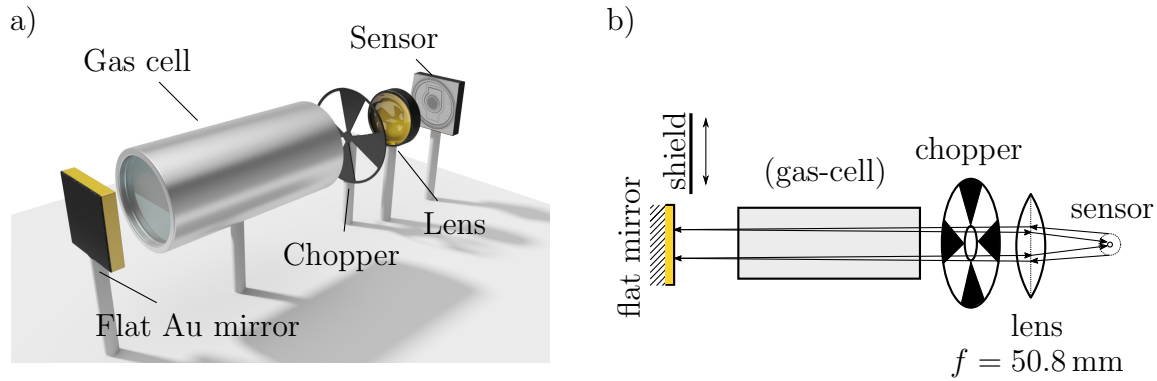 a)
Sensor
Gas cell
Lens
Chopper
Flat Au mirror
b)
shield
chopper
(gas-cell)
flat mirror
sensor
lens
f = 50.8 mm